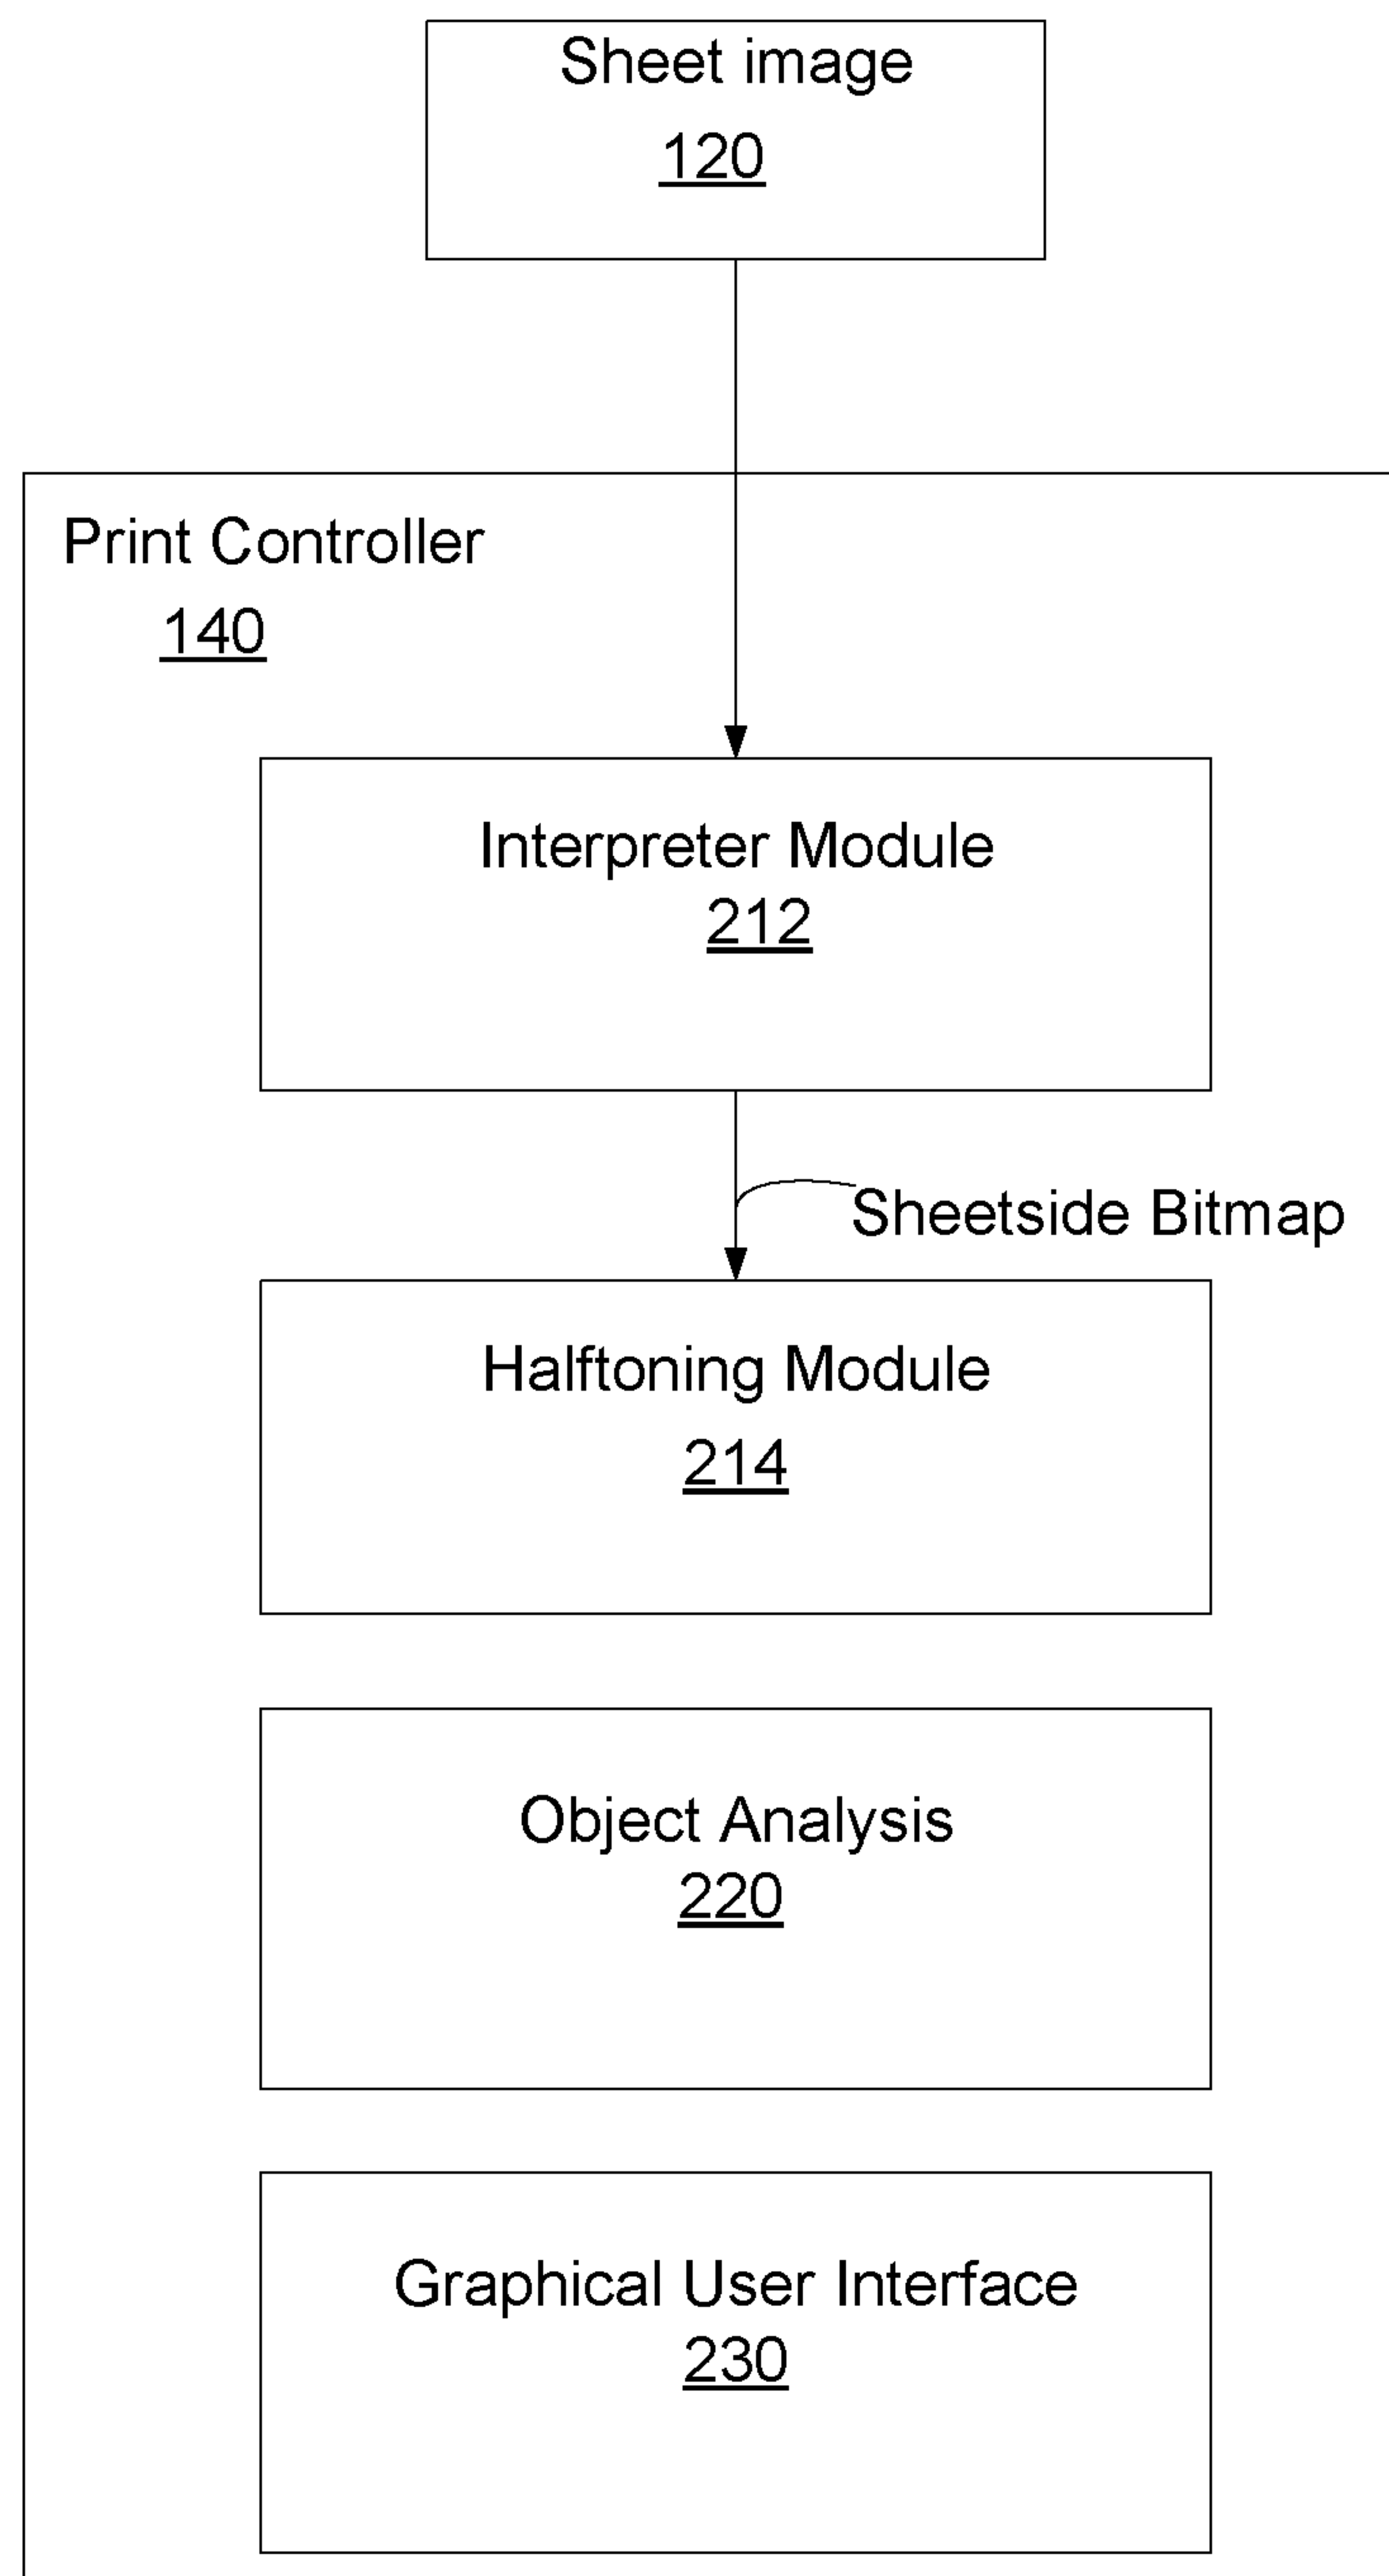 Sheet image
120
Print Controller
140
Interpreter Module
212
Sheetside Bitmap
Halftoning Module
214
Object Analysis
220
Graphical User Interface
230